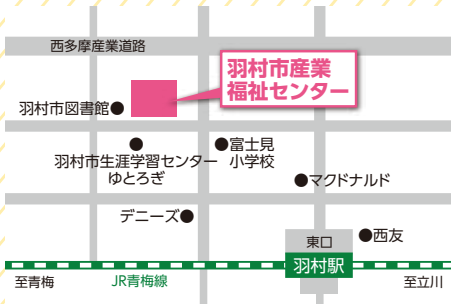 西多摩産業道路
羽村市産業
福祉センター
羽村市図書館●
●
羽村市生涯学習センター
ゆとろぎ
●富士見
小学校
●マクドナルド
デニーズ●
●西友
東口
羽村駅
至青梅
JR青梅線
至立川